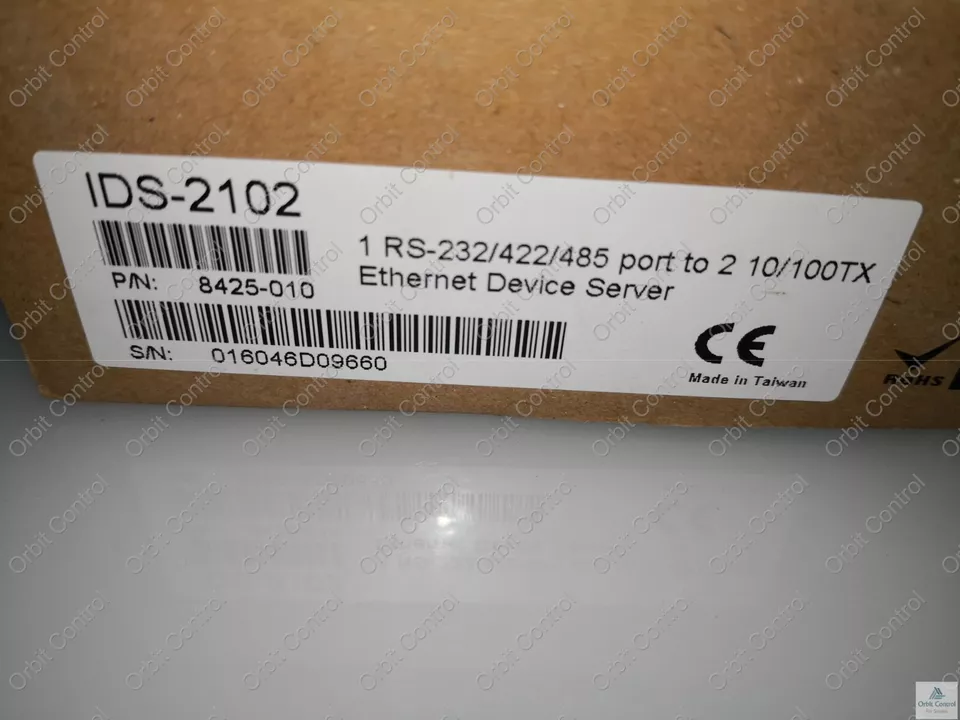 IDS-2102
1 RS-232/422/485 port to 2 10/100TX
Ethernet Device Server
P/N: 8425-010
S/N: 016046D09660
CE
Made in Taiwan
RoHS
Orbit Control